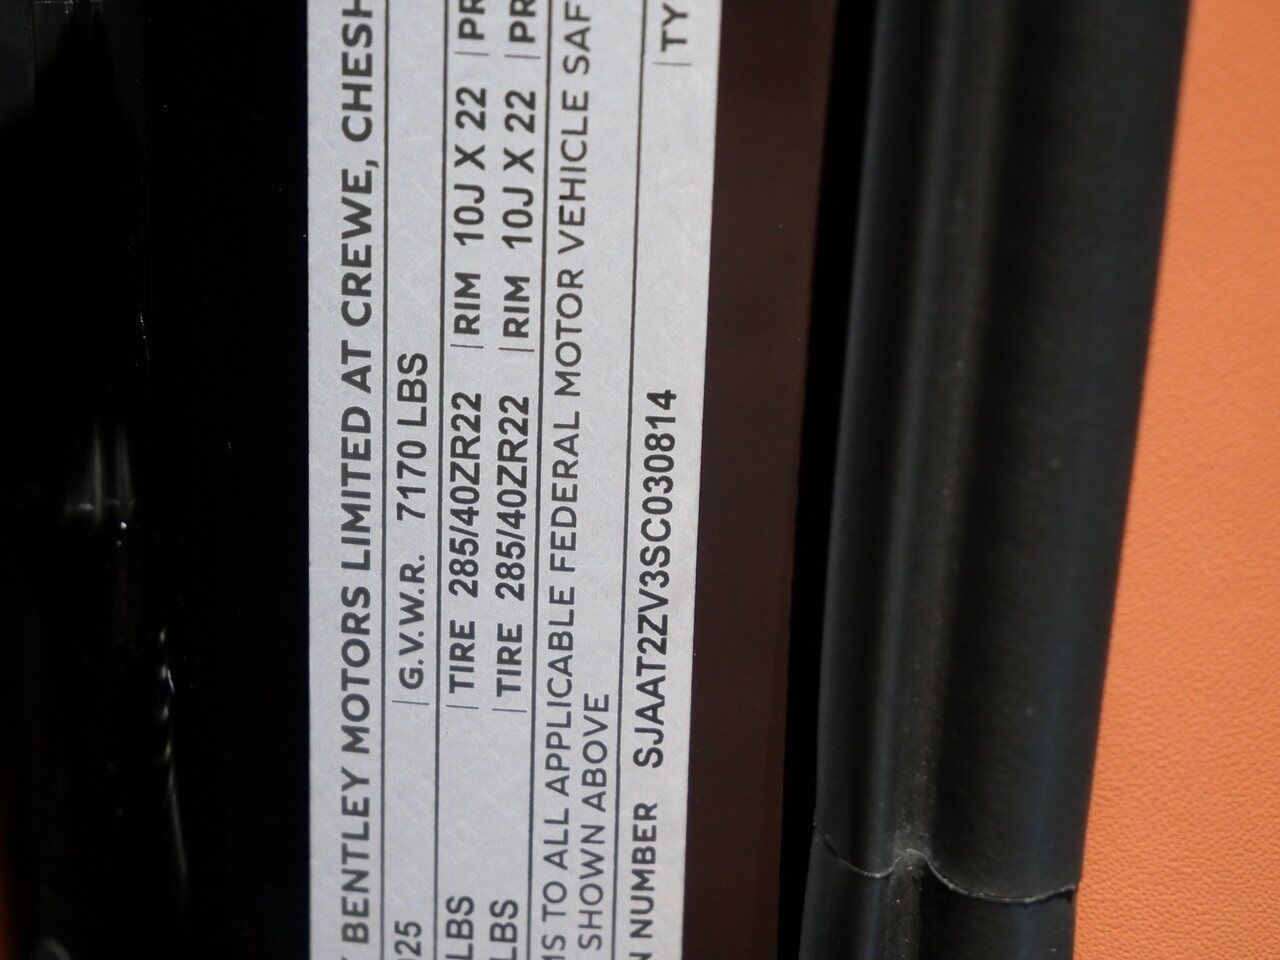 BENTLEY MOTORS LIMITED AT CREWE, CHESH
025 G.V.W.R. 7170 LBS
LBS TIRE 285/40ZR22 RIM 10J X 22 PR
LBS TIRE 285/40ZR22 RIM 10J X 22 PR
MS TO ALL APPLICABLE FEDERAL MOTOR VEHICLE SAF
SHOWN ABOVE
N NUMBER SJAAT2ZV3SC030814 TY